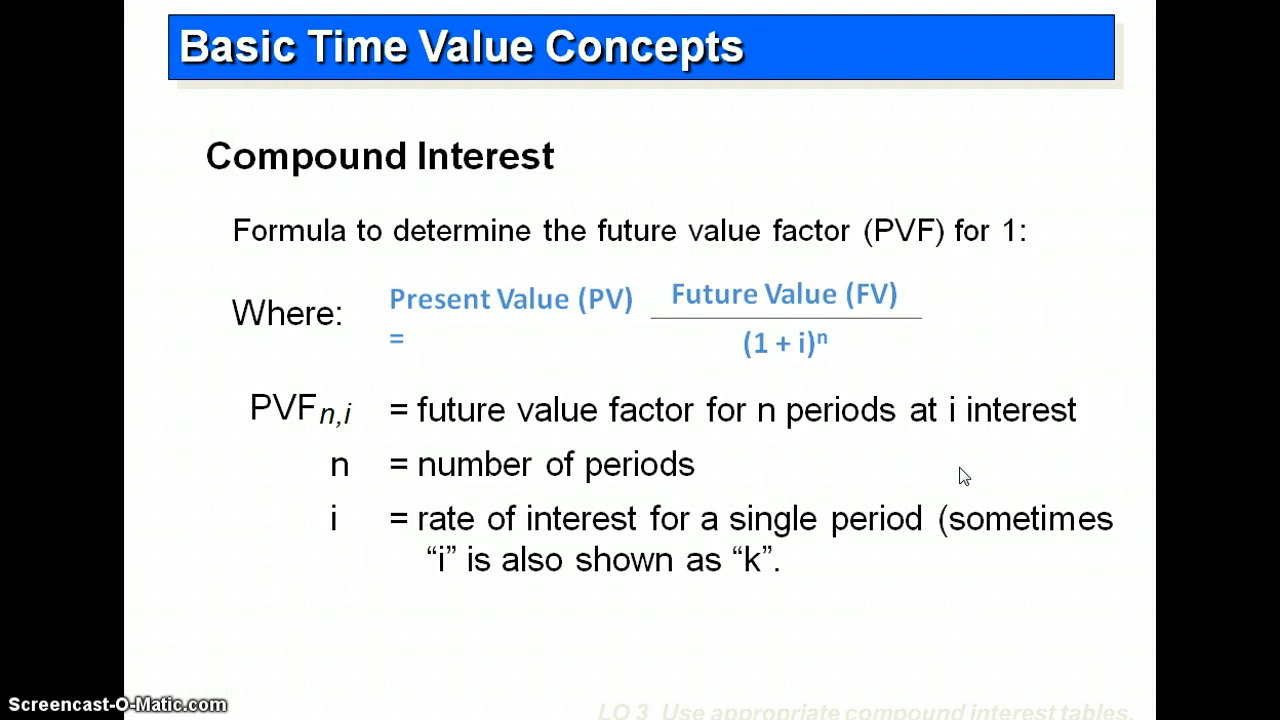 Basic Time Value Concepts
Compound Interest
Formula to determine the future value factor (PVF) for 1:
Where:
Present Value (PV)
=
Future Value (FV)
(1 + i)ⁿ
PVFn,i = future value factor for n periods at i interest
n = number of periods
i = rate of interest for a single period (sometimes
“i” is also shown as “k”.
LO 3 Use appropriate compound interest tables.
Screencast-O-Matic.com